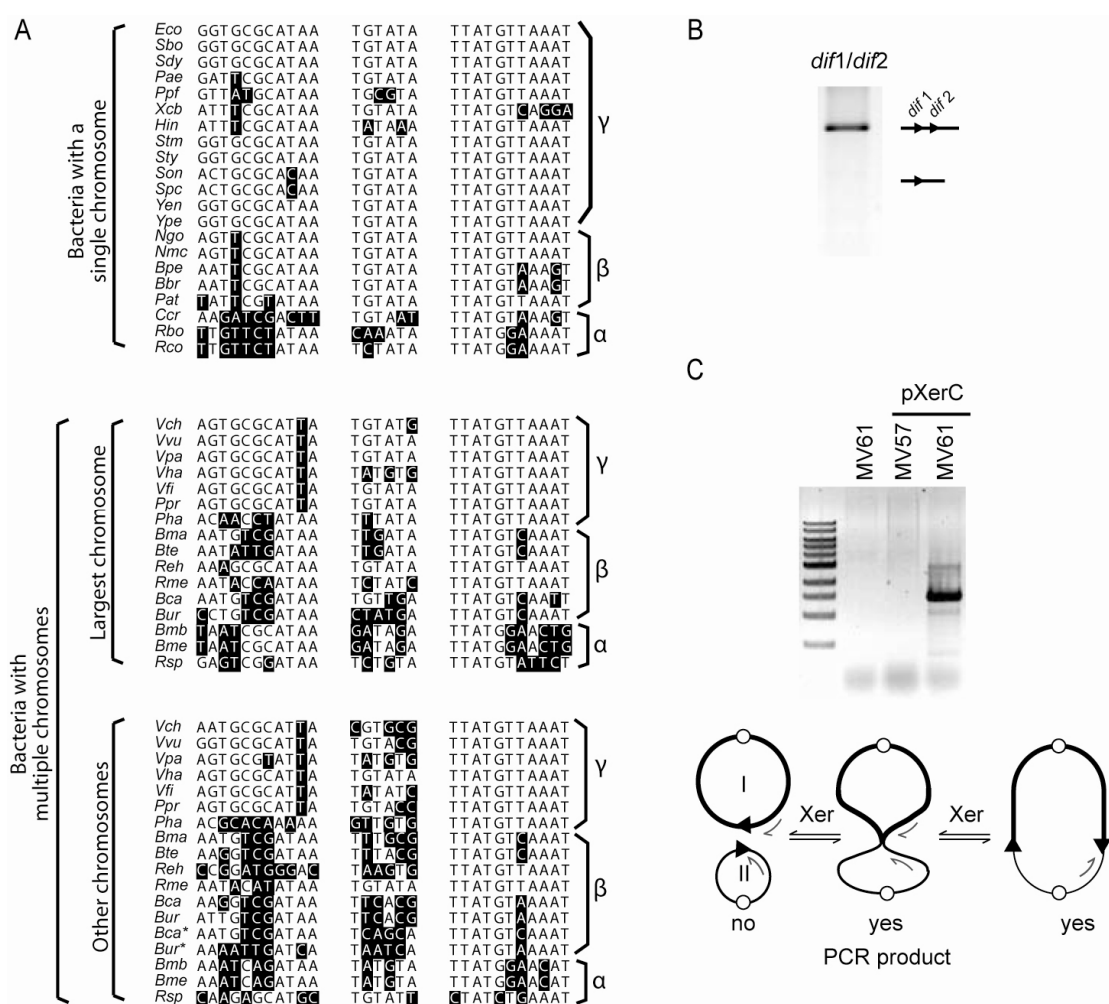 A
Bacteria with a single chromosome
Eco GGTGCGCATAA TGTATA TTATGTTAAAT
Sbo GGTGCGCATAA TGTATA TTATGTTAAAT
Sdy GGTGCGCATAA TGTATA TTATGTTAAAT
Pae GATTCGCATAA TGTATA TTATGTTAAAT
Ppf GTTATGCATAA TGCGTA TTATGTTAAAT
Xcb ATTTCGCATAA TGTATA TTATGTCAGGA
Hin ATTTCGCATAA TATAAA TTATGTTAAAT
Stm GGTGCGCATAA TGTATA TTATGTTAAAT
Sty GGTGCGCATAA TGTATA TTATGTTAAAT
Son ACTGCGCACAA TGTATA TTATGTTAAAT
Spc ACTGCGCACAA TGTATA TTATGTTAAAT
Yen GGTGCGCATAA TGTATA TTATGTTAAAT
Ype GGTGCGCATAA TGTATA TTATGTTAAAT
γ
Ngo AGTTCGCATAA TGTATA TTATGTTAAAT
Nmc AGTTCGCATAA TGTATA TTATGTTAAAT
Bpe AATTCGCATAA TGTATA TTATGTAAAGT
Bbr AATTCGCATAA TGTATA TTATGTAAAGT
Pat TATTCGTATAA TGTATA TTATGTTAAAT
β
Ccr AAGATCGACTT TGTAAT TTATGTAAAGT
Rbo TTGTTCTATAA CAAATA TTATGGAAAAT
Rco TTGTTCTATAA TCTATA TTATGGAAAAT
α
Bacteria with multiple chromosomes
Largest chromosome
Vch AGTGCGCATTA TGTATG TTATGTTAAAT
Vvu AGTGCGCATTA TGTATA TTATGTTAAAT
Vpa AGTGCGCATTA TGTATA TTATGTTAAAT
Vha AGTGCGCATTA TATGTG TTATGTTAAAT
Vfi AGTGCGCATTA TGTATA TTATGTTAAAT
Ppr AGTGCGCATTA TGTATA TTATGTTAAAT
Pha ACAACCTATAA TTTATA TTATGTTAAAT
γ
Bma AATGTCGATAA TTGATA TTATGTCAAAT
Bte AATATTGATAA TTGATA TTATGTCAAAT
Reh AAAGCGCATAA TGTATA TTATGTTAAAT
Rme AATACCAATAA TCTATC TTATGTTAAAT
Bca AATGTCGATAA TGTTGA TTATGTCAATT
Bur CCTGTCGATAA CTATGA TTATGTCAAAT
β
Bmb TAATCGCATAA GATAGA TTATGGAACTG
Bme TAATCGCATAA GATAGA TTATGGAACTG
Rsp GAGTCGGATAA TCTGTA TTATGTATTCT
α
Other chromosomes
Vch AATGCGCATTA CGTGCG TTATGTTAAAT
Vvu GGTGCGCATTA TGTACG TTATGTTAAAT
Vpa AATGCGTATTA TATGTG TTATGTTAAAT
Vha AGTGCGCATTA TGTATA TTATGTTAAAT
Vfi AGTGCGCATTA TATATC TTATGTTAAAT
Ppr AGTGCGCATTA TGTACC TTATGTTAAAT
Pha ACGCACAAAAA GTTGTG TTATGTTAAAT
γ
Bma AATGTCGATAA TTTGCG TTATGTCAAAT
Bte AAGGTCGATAA TTTACG TTATGTCAAAT
Reh CCGGATGGGAC TAAGTG TTATGTTAAAT
Rme AATACATATAA TGTATA TTATGTTAAAT
Bca AAGGTCGATAA TTCACG TTATGTAAAAT
Bur ATTGTCGATAA TTCACG TTATGTAAAAT
Bca* AATGTCGATAA CAGCA TTATGTCAAAT
Bur* AAAATTGATCA AATCA TTATGTAAAAT
β
Bmb AAATCAGATAA TATGTA TTATGGAACAT
Bme AAATCAGATAA TATGTA TTATGGAACAT
Rsp CAAGAGCATGC TGTATT CTATCTGAAAT
α
B
dif1/dif2
dif 1 dif 2
C
pXerC
MV61 MV57 MV61
I
II
Xer Xer
no yes yes
PCR product